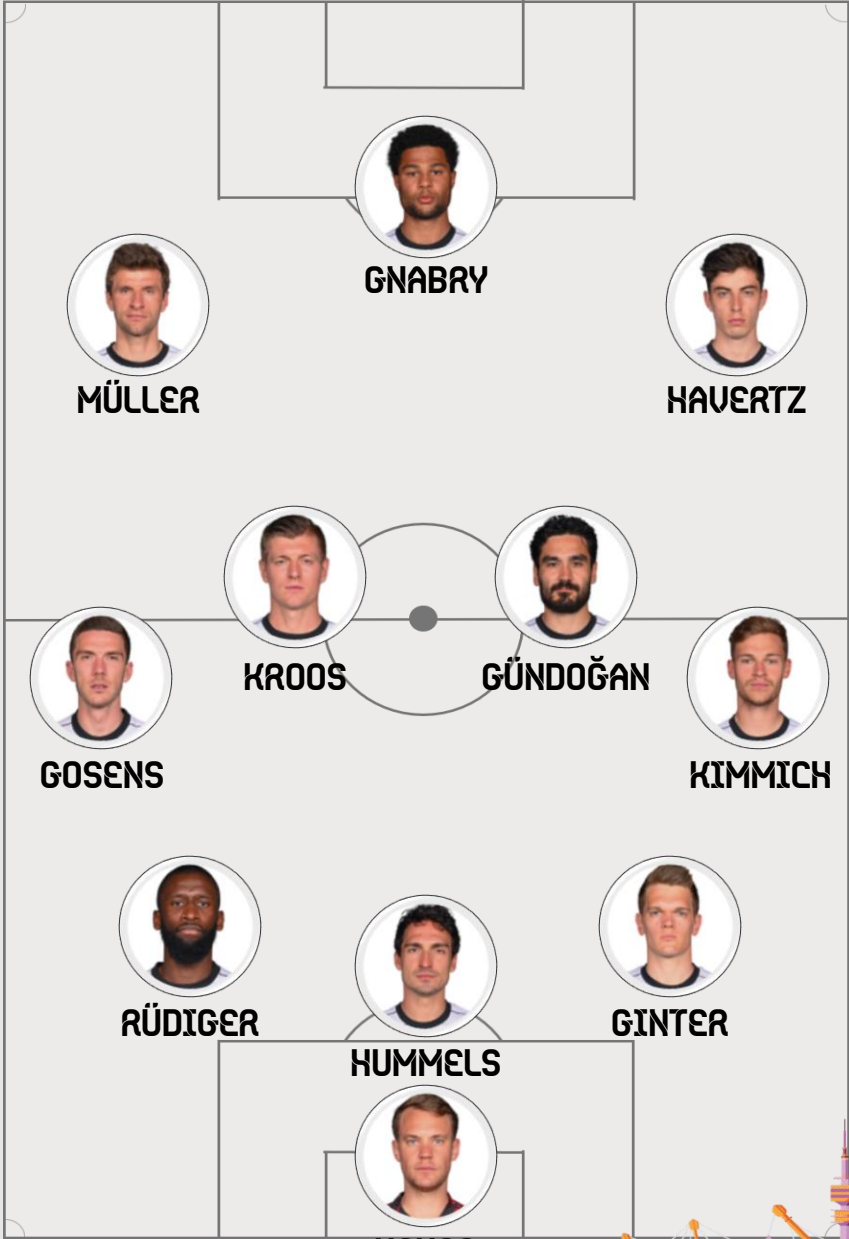 GNABRY
MÜLLER
HAVERTZ
KROOS
GÜNDOĞAN
GOSENS
KIMMICH
RÜDIGER
GINTER
HUMMELS